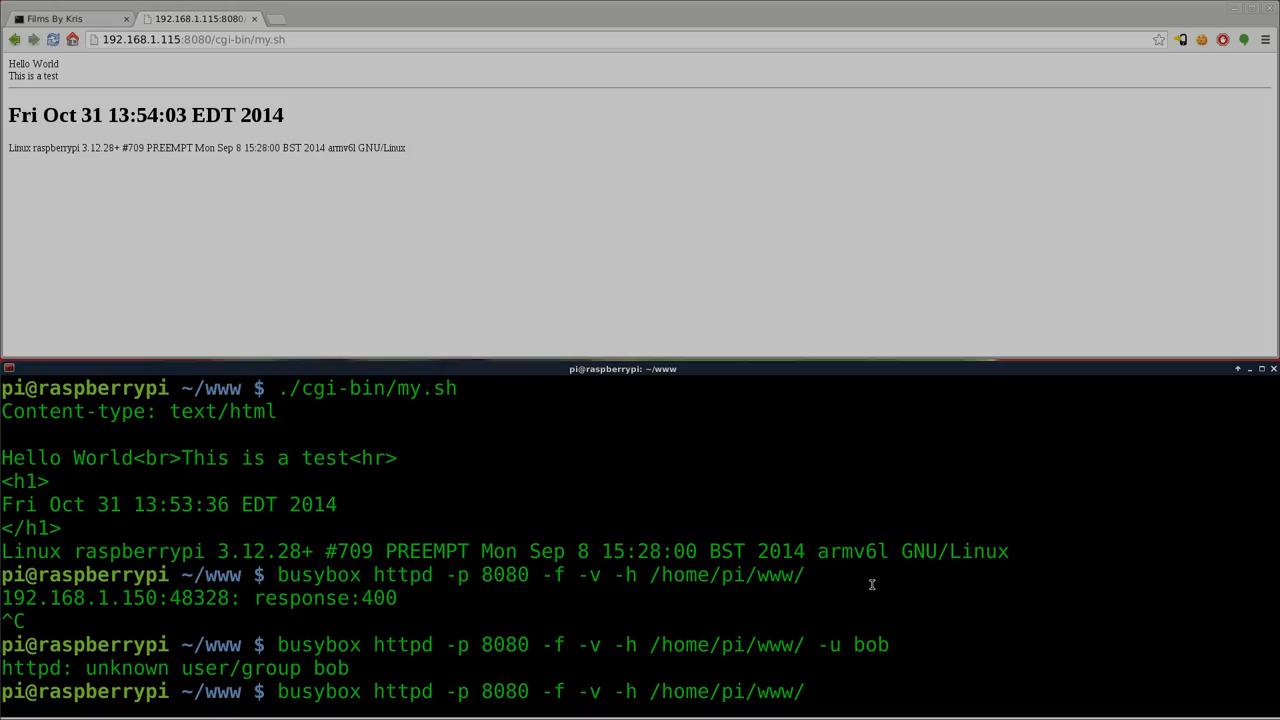 Films By Kris
192.168.1.115:8080/
192.168.1.115:8080/cgi-bin/my.sh
Hello World
This is a test
Fri Oct 31 13:54:03 EDT 2014
Linux raspberrypi 3.12.28+ #709 PREEMPT Mon Sep 8 15:28:00 BST 2014 armv6l GNU/Linux
pi@raspberrypi: ~/www
pi@raspberrypi ~/www $ ./cgi-bin/my.sh
Content-type: text/html
Hello World<br>This is a test<hr>
<h1>
Fri Oct 31 13:53:36 EDT 2014
</h1>
Linux raspberrypi 3.12.28+ #709 PREEMPT Mon Sep 8 15:28:00 BST 2014 armv6l GNU/Linux
pi@raspberrypi ~/www $ busybox httpd -p 8080 -f -v -h /home/pi/www/
192.168.1.150:48328: response:400
^C
pi@raspberrypi ~/www $ busybox httpd -p 8080 -f -v -h /home/pi/www/ -u bob
httpd: unknown user/group bob
pi@raspberrypi ~/www $ busybox httpd -p 8080 -f -v -h /home/pi/www/